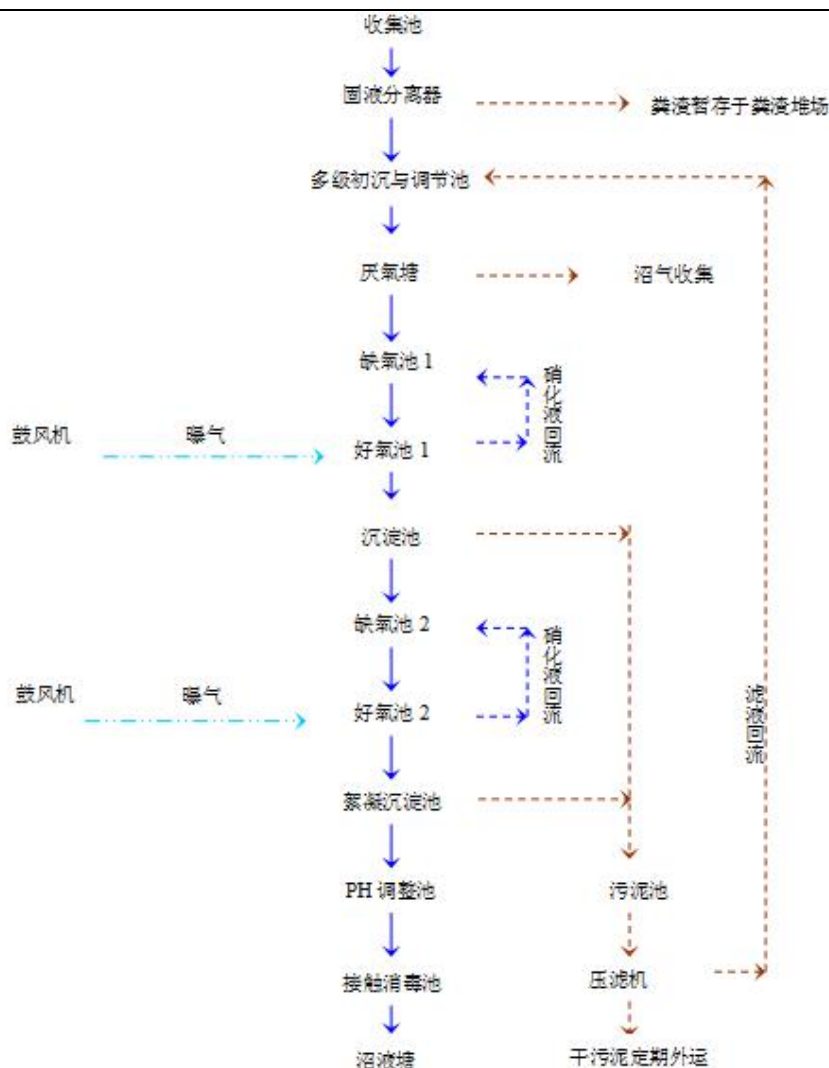 收集池
固液分离器
粪渣暂存于粪渣堆场
多级初沉与调节池
厌氧塘
沼气收集
缺氧池 1
硝化液回流
鼓风机
曝气
好氧池 1
沉淀池
缺氧池 2
硝化液回流
鼓风机
曝气
好氧池 2
滤液回流
絮凝沉淀池
PH 调整池
污泥池
接触消毒池
压滤机
沼液塘
干污泥定期外运